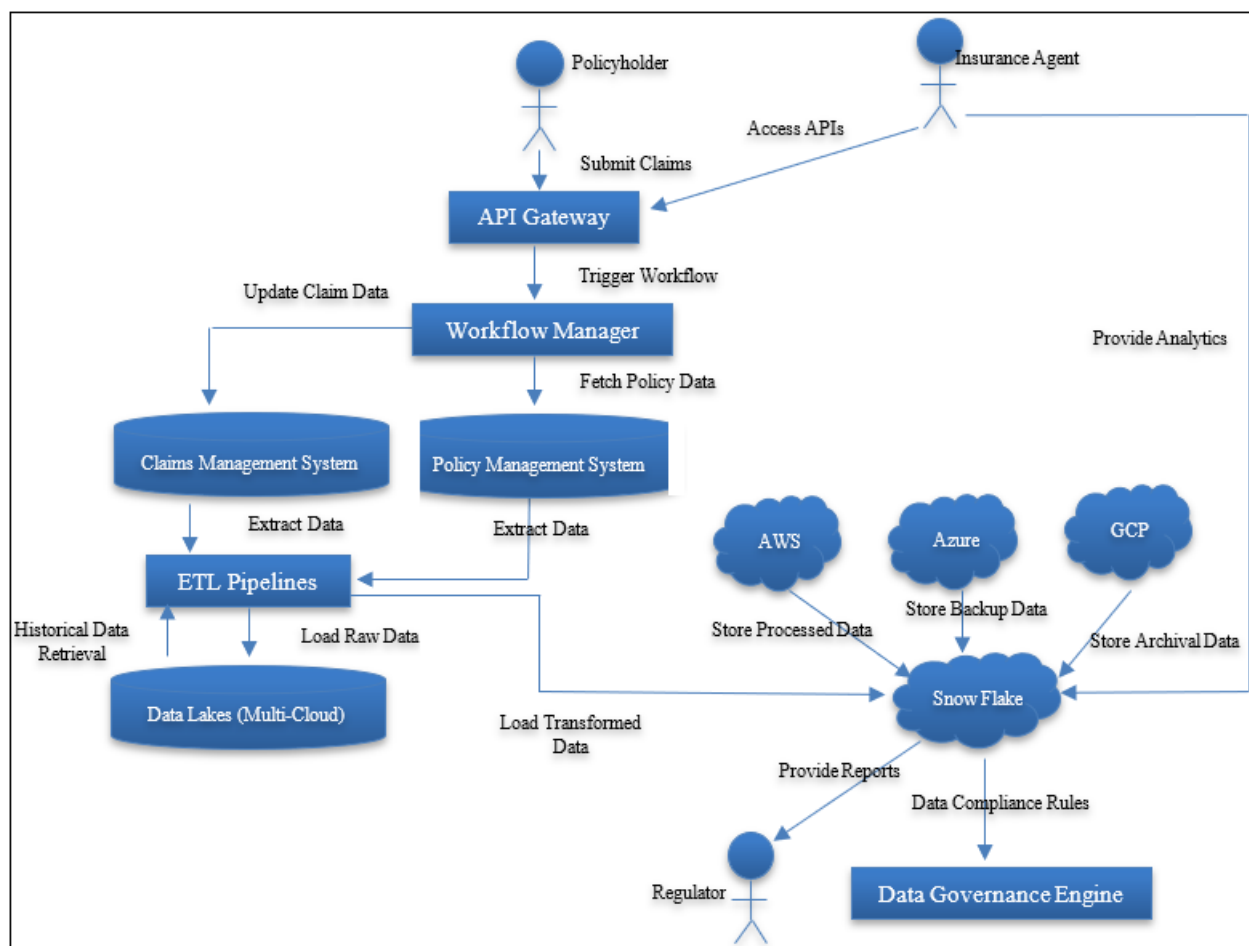 Policyholder
Insurance Agent
Access APIs
Submit Claims
API Gateway
Trigger Workflow
Update Claim Data
Workflow Manager
Provide Analytics
Fetch Policy Data
Claims Management System
Policy Management System
Extract Data
Extract Data
AWS
Azure
GCP
ETL Pipelines
Historical Data
Retrieval
Load Raw Data
Store Processed Data
Store Backup Data
Store Archival Data
Data Lakes (Multi-Cloud)
Snow Flake
Load Transformed
Data
Provide Reports
Data Compliance Rules
Regulator
Data Governance Engine